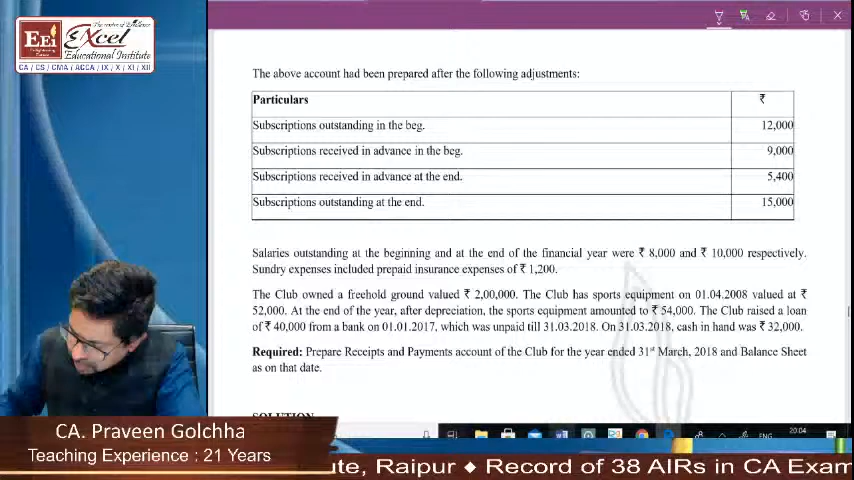 The centre of Excellence
EEi
EXcel
Educational Institute
CA / CS / CMA / ACCA / IX / X / XI / XII
The above account had been prepared after the following adjustments:
Particulars ₹
Subscriptions outstanding in the beg. 12,000
Subscriptions received in advance in the beg. 9,000
Subscriptions received in advance at the end. 5,400
Subscriptions outstanding at the end. 15,000
Salaries outstanding at the beginning and at the end of the financial year were ₹ 8,000 and ₹ 10,000 respectively.
Sundry expenses included prepaid insurance expenses of ₹ 1,200.
The Club owned a freehold ground valued ₹ 2,00,000. The Club has sports equipment on 01.04.2008 valued at ₹
52,000. At the end of the year, after depreciation, the sports equipment amounted to ₹ 54,000. The Club raised a loan
of ₹ 40,000 from a bank on 01.01.2017, which was unpaid till 31.03.2018. On 31.03.2018, cash in hand was ₹ 32,000.
Required: Prepare Receipts and Payments account of the Club for the year ended 31st March, 2018 and Balance Sheet
as on that date.
SOLUTION
ENG
20:04
CA. Praveen Golchha
Teaching Experience : 21 Years
ute, Raipur ◆ Record of 38 AIRs in CA Exam